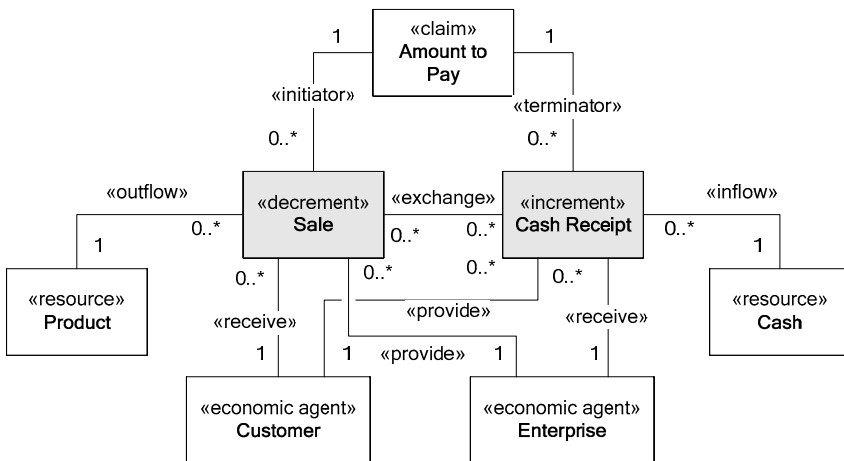 1
«claim»
1
Amount to
Pay
«initiator»
«terminator»
0..*
0..*
«outflow»
«decrement»
«exchange»
«increment»
«inflow»
0..*
Sale
0..*
0..*
Cash Receipt
0..*
1
0..*
0..*
0..*
0..*
1
«resource»
Product
«receive»
«provide»
«receive»
«resource»
Cash
1
1
«provide»
1
1
«economic agent»
Customer
«economic agent»
Enterprise